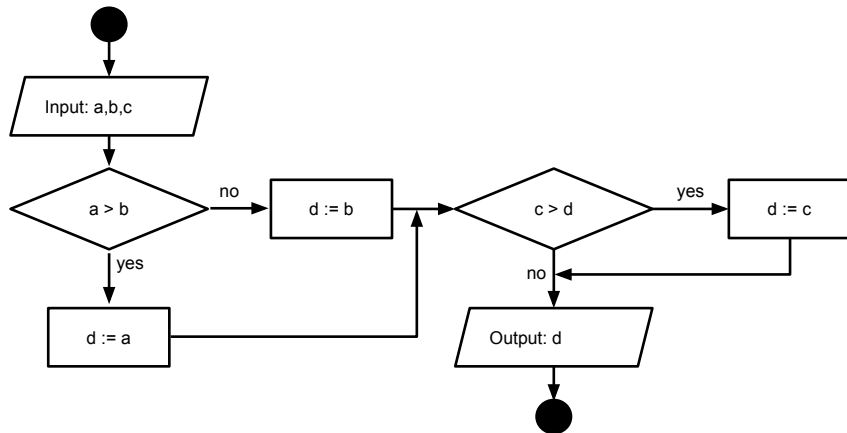 Input: a,b,c
a > b
no
d := b
c > d
yes
d := c
yes
no
d := a
Output: d